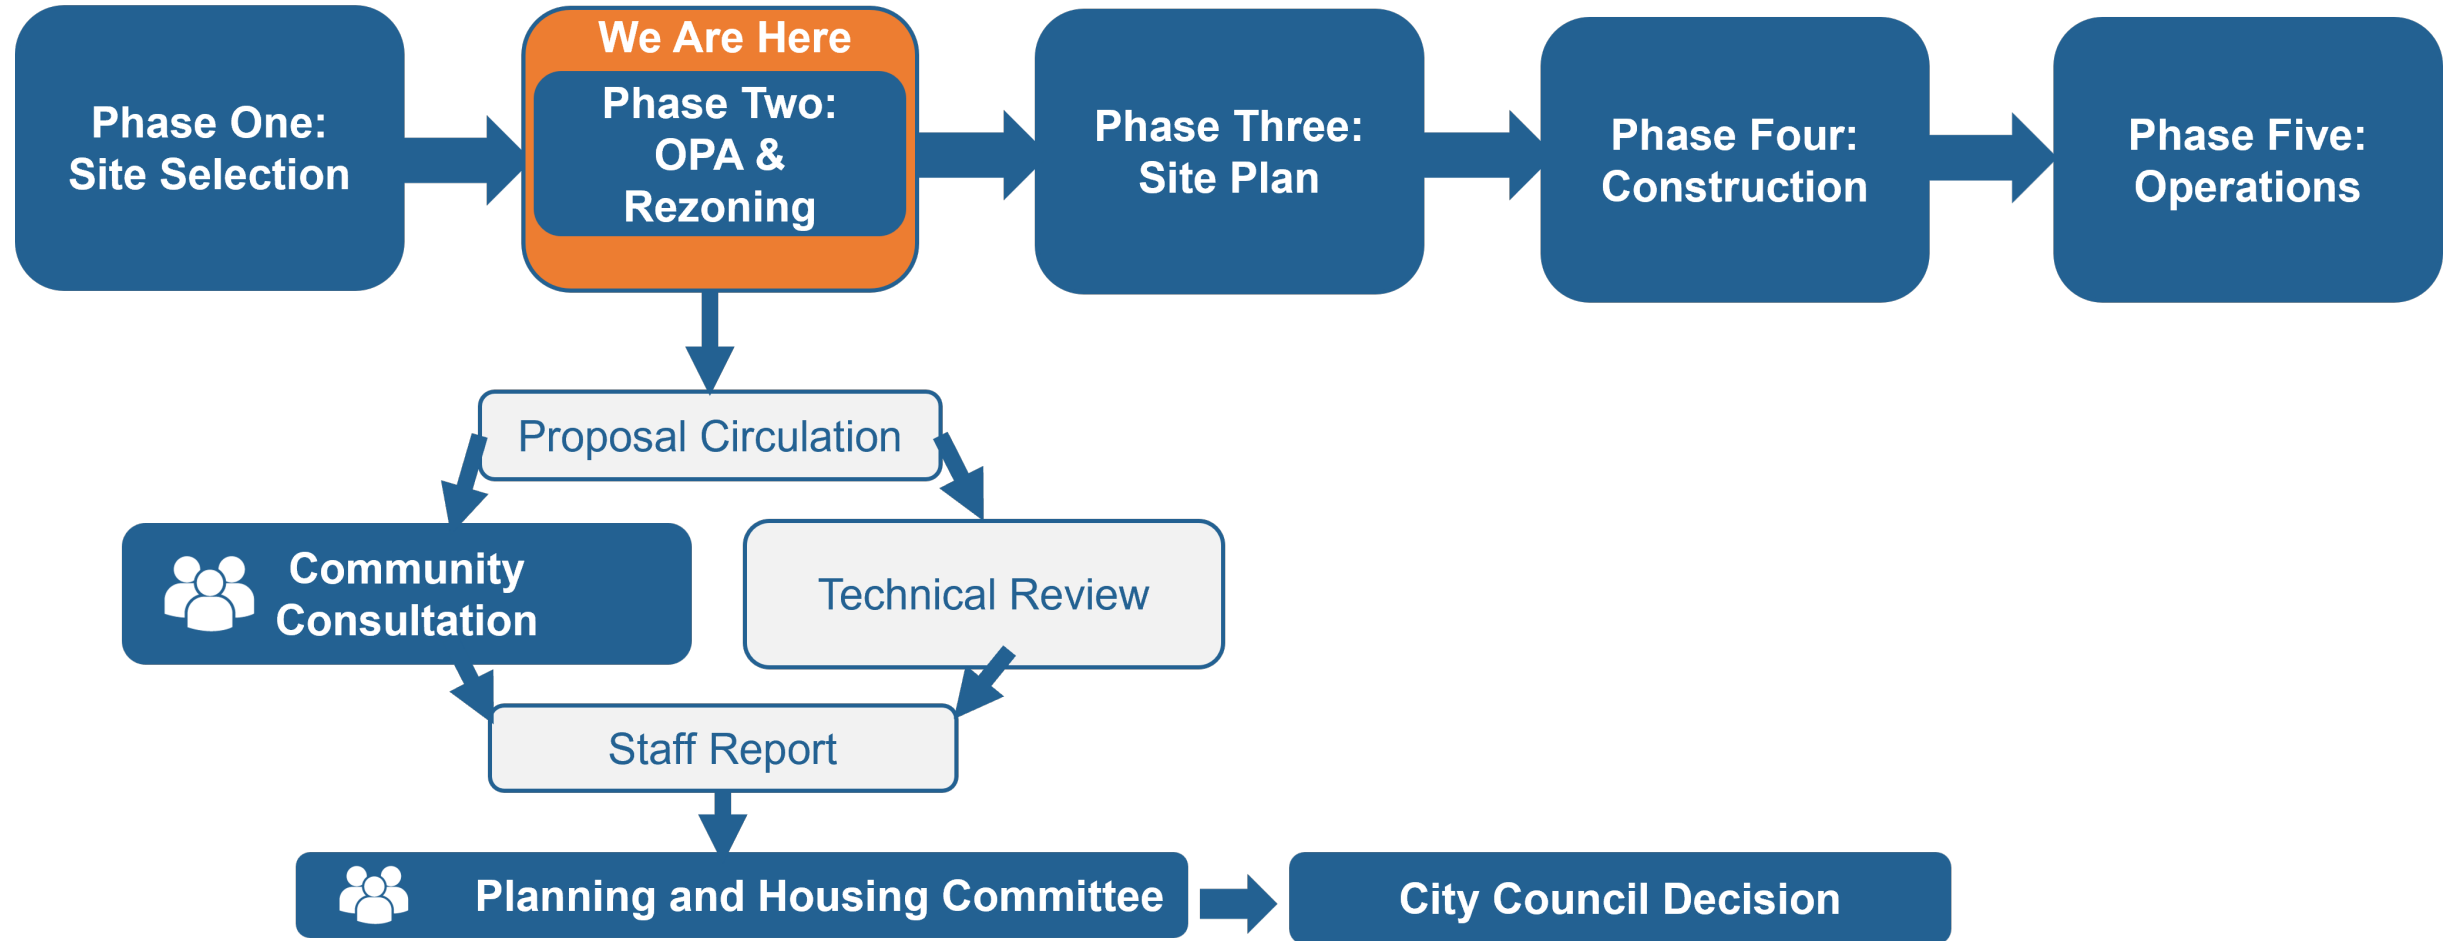 Phase One:
Site Selection
We Are Here
Phase Two:
OPA &
Rezoning
Phase Three:
Site Plan
Phase Four:
Construction
Phase Five:
Operations
Proposal Circulation
Community
Consultation
Technical Review
Staff Report
Planning and Housing Committee
City Council Decision